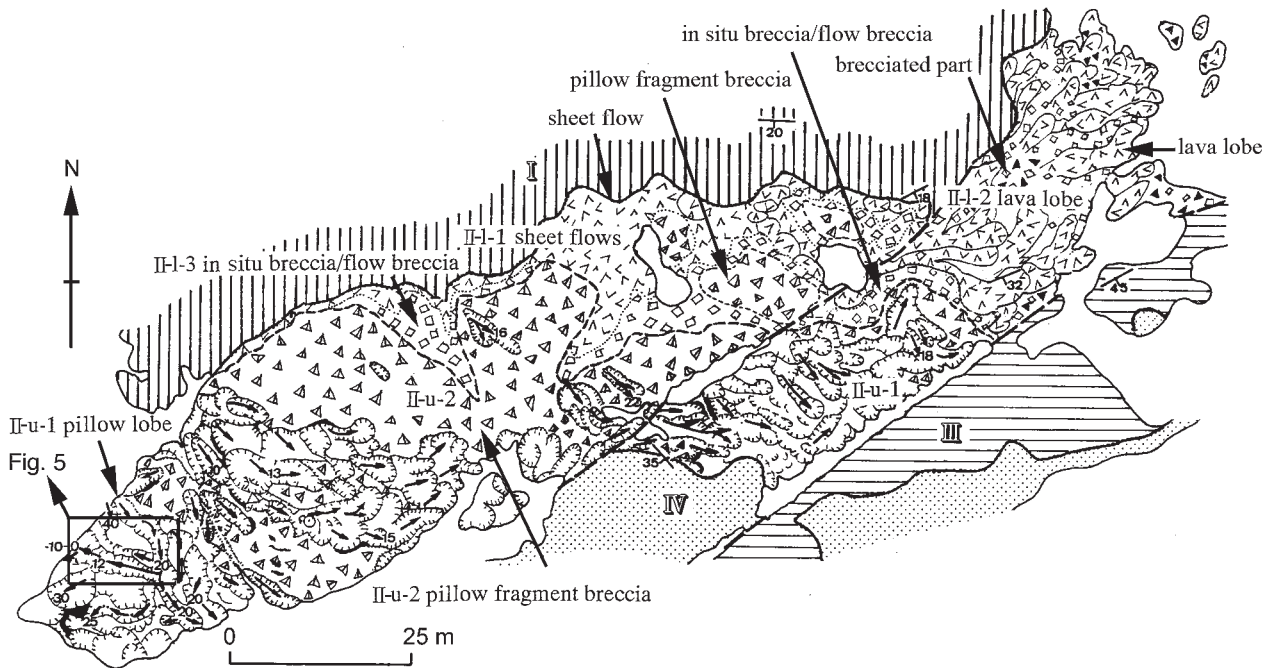 in situ breccia/flow breccia
brecciated part
pillow fragment breccia
sheet flow
20
N
lava lobe
I
18
II-l-2 lava lobe
II-l-1 sheet flows
II-l-3 in situ breccia/flow breccia
32
45
16
18
II-u-2
II-u-1
22
II-u-1 pillow lobe
III
Fig. 5
13
35
IV
40
15
-10
12
20
II-u-2 pillow fragment breccia
30
20
25
20
0 25 m